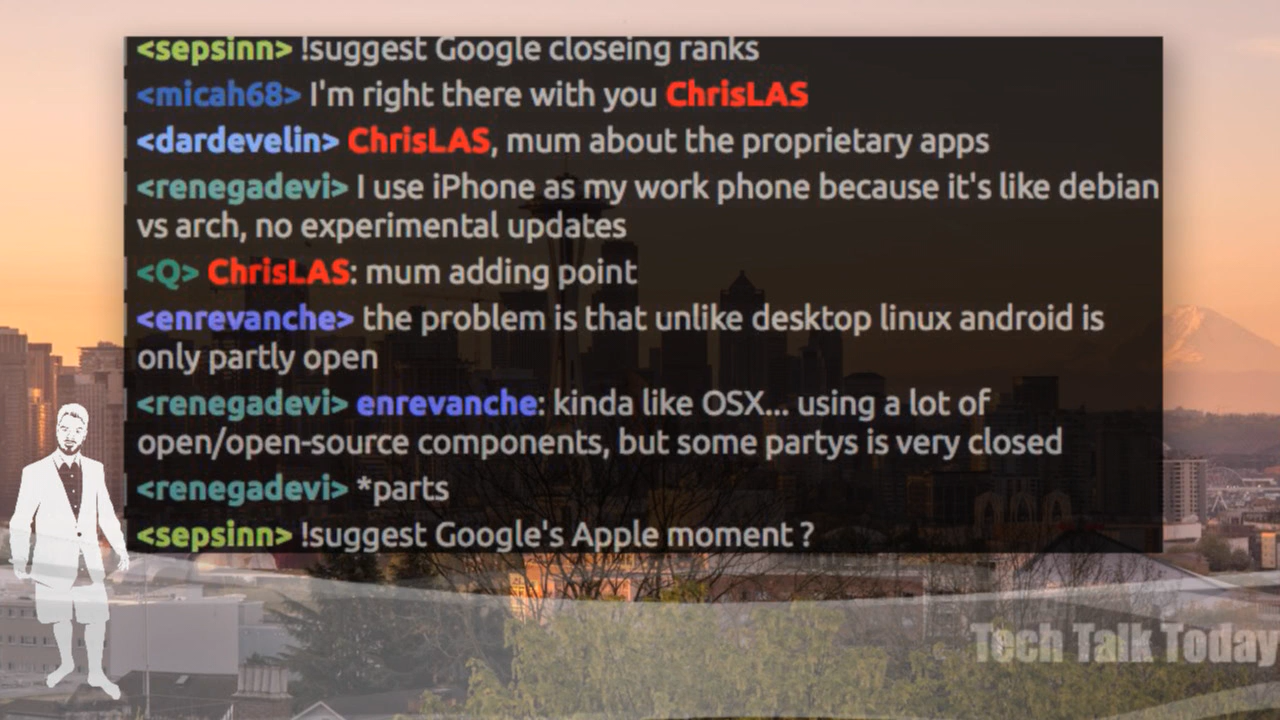 <sepsinn> !suggest Google closeing ranks
<micah68> I'm right there with you ChrisLAS
<dardevelin> ChrisLAS, mum about the proprietary apps
<renegadevi> I use iPhone as my work phone because it's like debian
vs arch, no experimental updates
<Q> ChrisLAS: mum adding point
<enrevanche> the problem is that unlike desktop linux android is
only partly open
<renegadevi> enrevanche: kinda like OSX... using a lot of
open/open-source components, but some partys is very closed
<renegadevi> *parts
<sepsinn> !suggest Google's Apple moment ?
Tech Talk Today